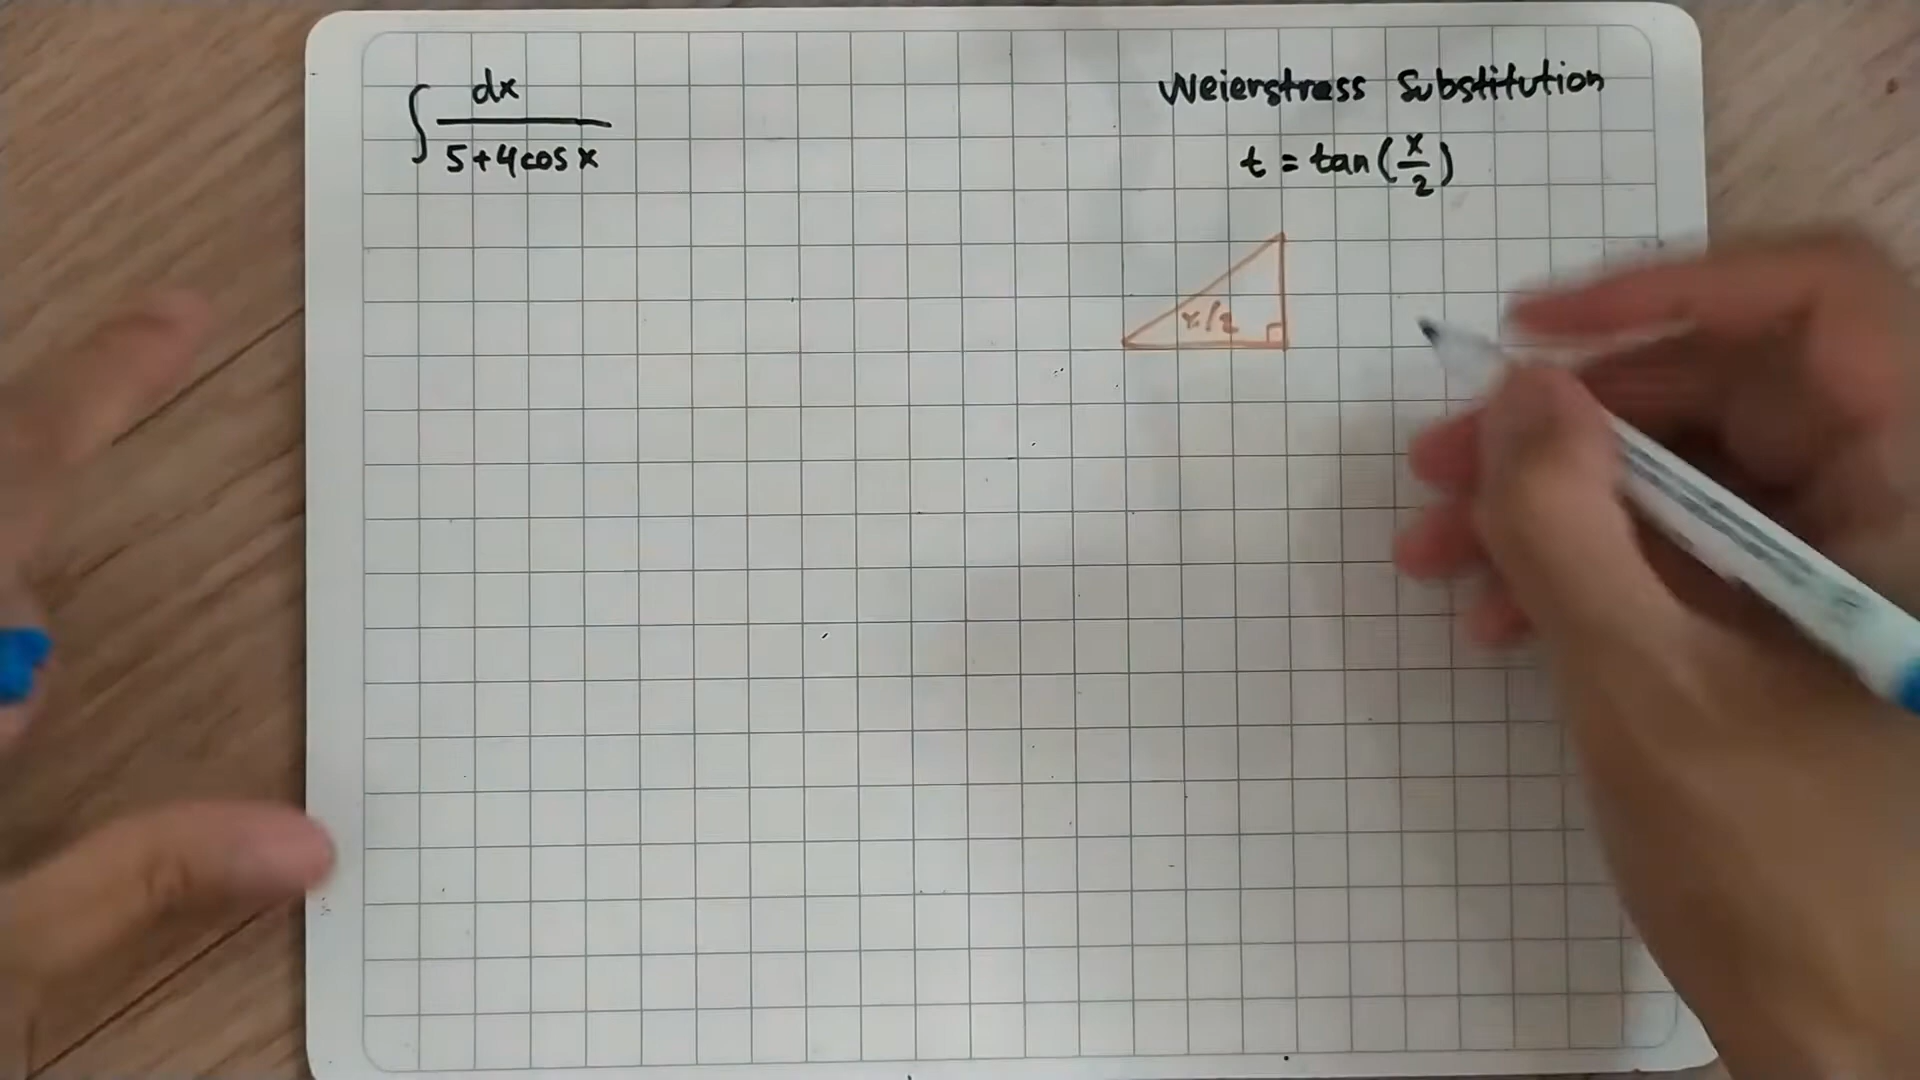 ∫ dx / 5+4cos x
Weierstrass Substitution
t = tan(x/2)
x/2